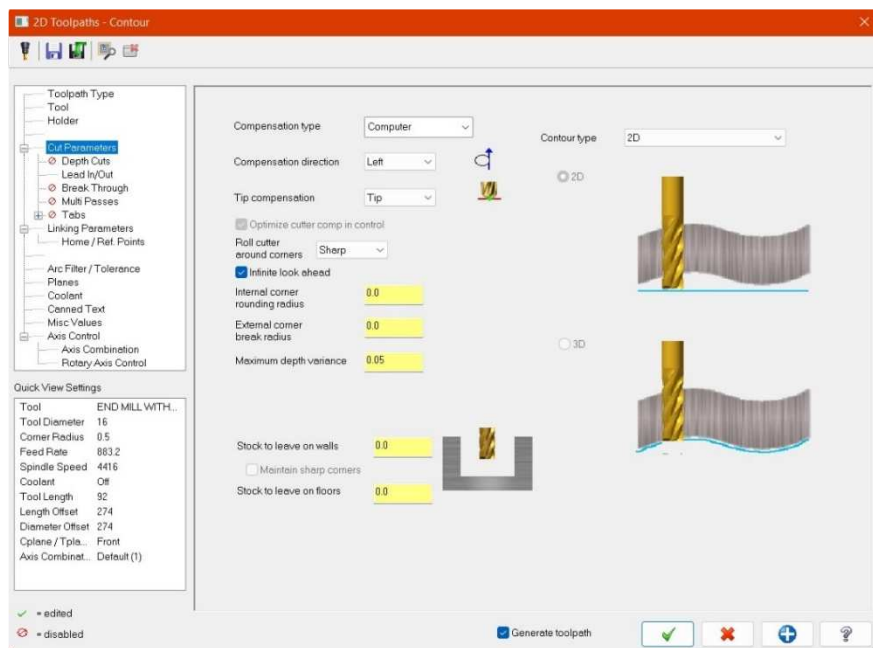 2D Toolpaths - Contour
Toolpath Type
Tool
Holder
Cut Parameters
Depth Cuts
Lead In/Out
Break Through
Multi Passes
Tabs
Linking Parameters
Home / Ref. Points
Arc Filter / Tolerance
Planes
Coolant
Canned Text
Misc Values
Axis Control
Axis Combination
Rotary Axis Control
Quick View Settings
Tool END MILL WITH...
Tool Diameter 16
Corner Radius 0.5
Feed Rate 883.2
Spindle Speed 4416
Coolant Off
Tool Length 92
Length Offset 274
Diameter Offset 274
Cplane / Tpla... Front
Axis Combinat... Default (1)
= edited
= disabled
Compensation type Computer
Compensation direction Left
Tip compensation Tip
Optimize cutter comp in control
Roll cutter
around corners Sharp
Infinite look ahead
Internal corner
rounding radius 0.0
External corner
break radius 0.0
Maximum depth variance 0.05
Stock to leave on walls 0.0
Maintain sharp corners
Stock to leave on floors 0.0
Contour type 2D
2D
3D
Generate toolpath